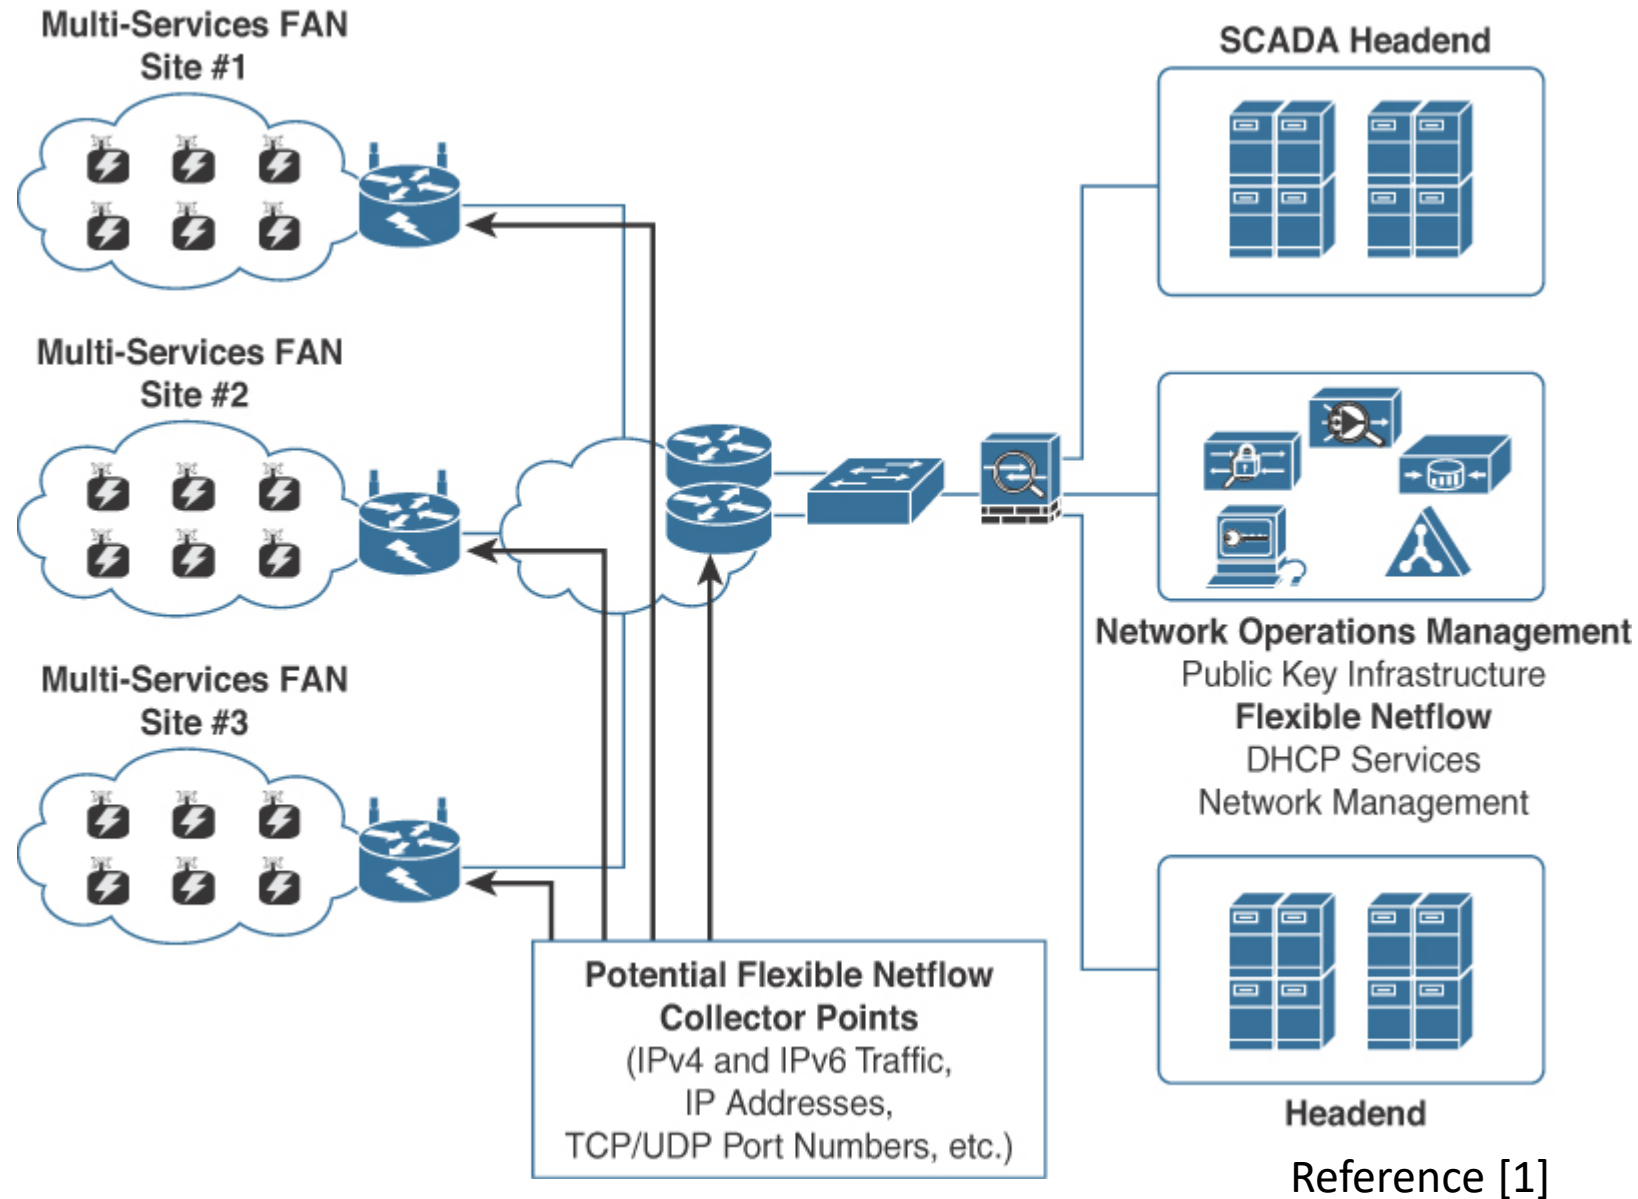 Multi-Services FAN
Site #1
SCADA Headend
Multi-Services FAN
Site #2
Network Operations Management
Public Key Infrastructure
Flexible Netflow
DHCP Services
Network Management
Multi-Services FAN
Site #3
Potential Flexible Netflow
Collector Points
(IPv4 and IPv6 Traffic,
IP Addresses,
TCP/UDP Port Numbers, etc.)
Headend
Reference [1]